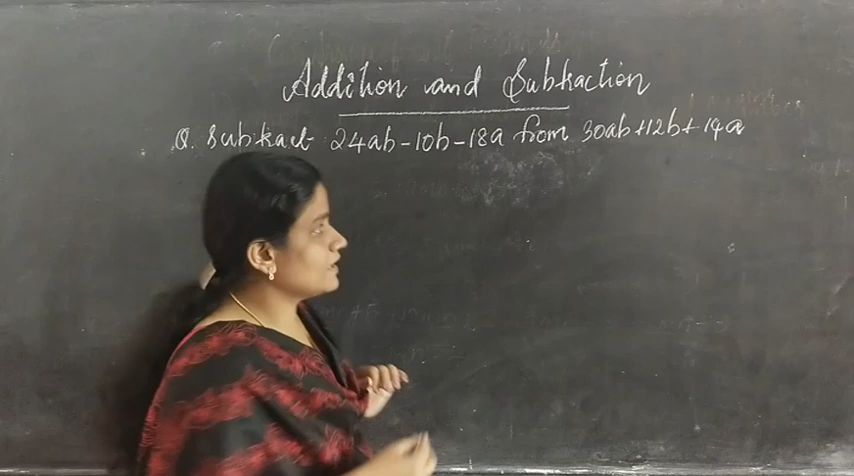 Addition and Subtraction
Q. Subtract 24ab-10b-18a from 30ab+12b+14a